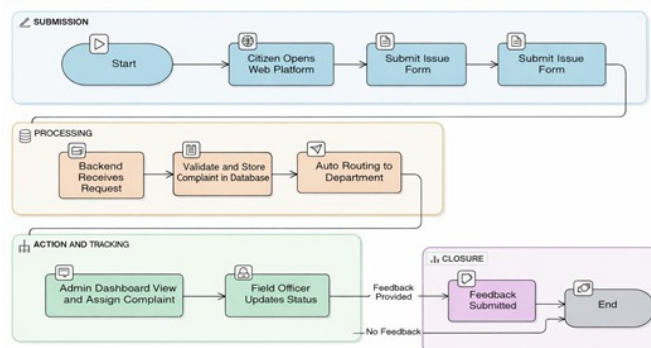 SUBMISSION
Start
Citizen Opens
Web Platform
Submit Issue
Form
Submit Issue
Form
PROCESSING
Backend
Receives
Request
Validate and Store
Complaint in Database
Auto Routing to
Department
ACTION AND TRACKING
Admin Dashboard View
and Assign Complaint
Field Officer
Updates Status
Feedback
Provided
No Feedback
CLOSURE
Feedback
Submitted
End